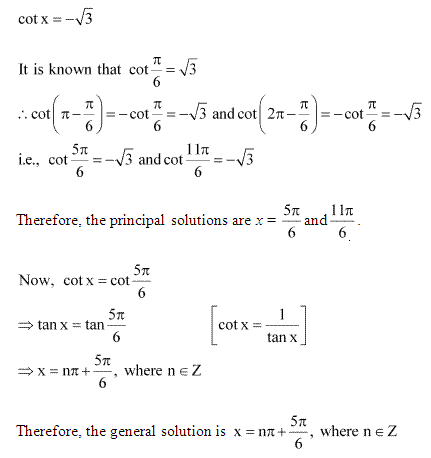 cot x = −√3
It is known that cot π/6 = √3
∴ cot(π − π/6) = −cot π/6 = −√3 and cot(2π − π/6) = −cot π/6 = −√3
i.e., cot 5π/6 = −√3 and cot 11π/6 = −√3
Therefore, the principal solutions are x = 5π/6 and 11π/6.
Now, cot x = cot 5π/6
⇒ tan x = tan 5π/6 [cot x = 1/tan x]
⇒ x = nπ + 5π/6, where n ∈ Z
Therefore, the general solution is x = nπ + 5π/6, where n ∈ Z